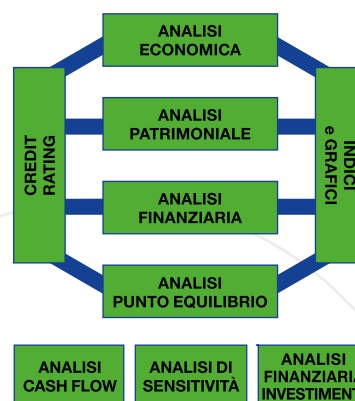 ANALISI
ECONOMICA
ANALISI
PATRIMONIALE
CREDIT
RATING
INDICI
e GRAFICI
ANALISI
FINANZIARIA
ANALISI
PUNTO EQUILIBRIO
ANALISI
CASH FLOW
ANALISI DI
SENSITIVITÀ
ANALISI
FINANZIARIA
INVESTIMENT